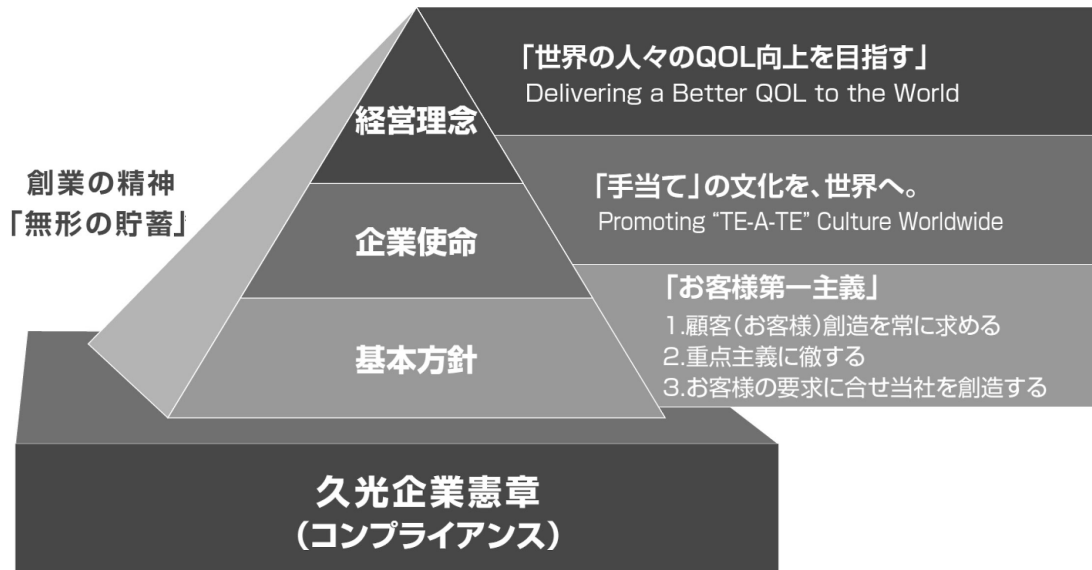 「世界の人々のQOL向上を目指す」
Delivering a Better QOL to the World
経営理念
創業の精神
「無形の貯蓄」
「手当て」の文化を、世界へ。
Promoting “TE-A-TE” Culture Worldwide
企業使命
「お客様第一主義」
1.顧客(お客様)創造を常に求める
2.重点主義に徹する
3.お客様の要求に合せ当社を創造する
基本方針
久光企業憲章
(コンプライアンス)